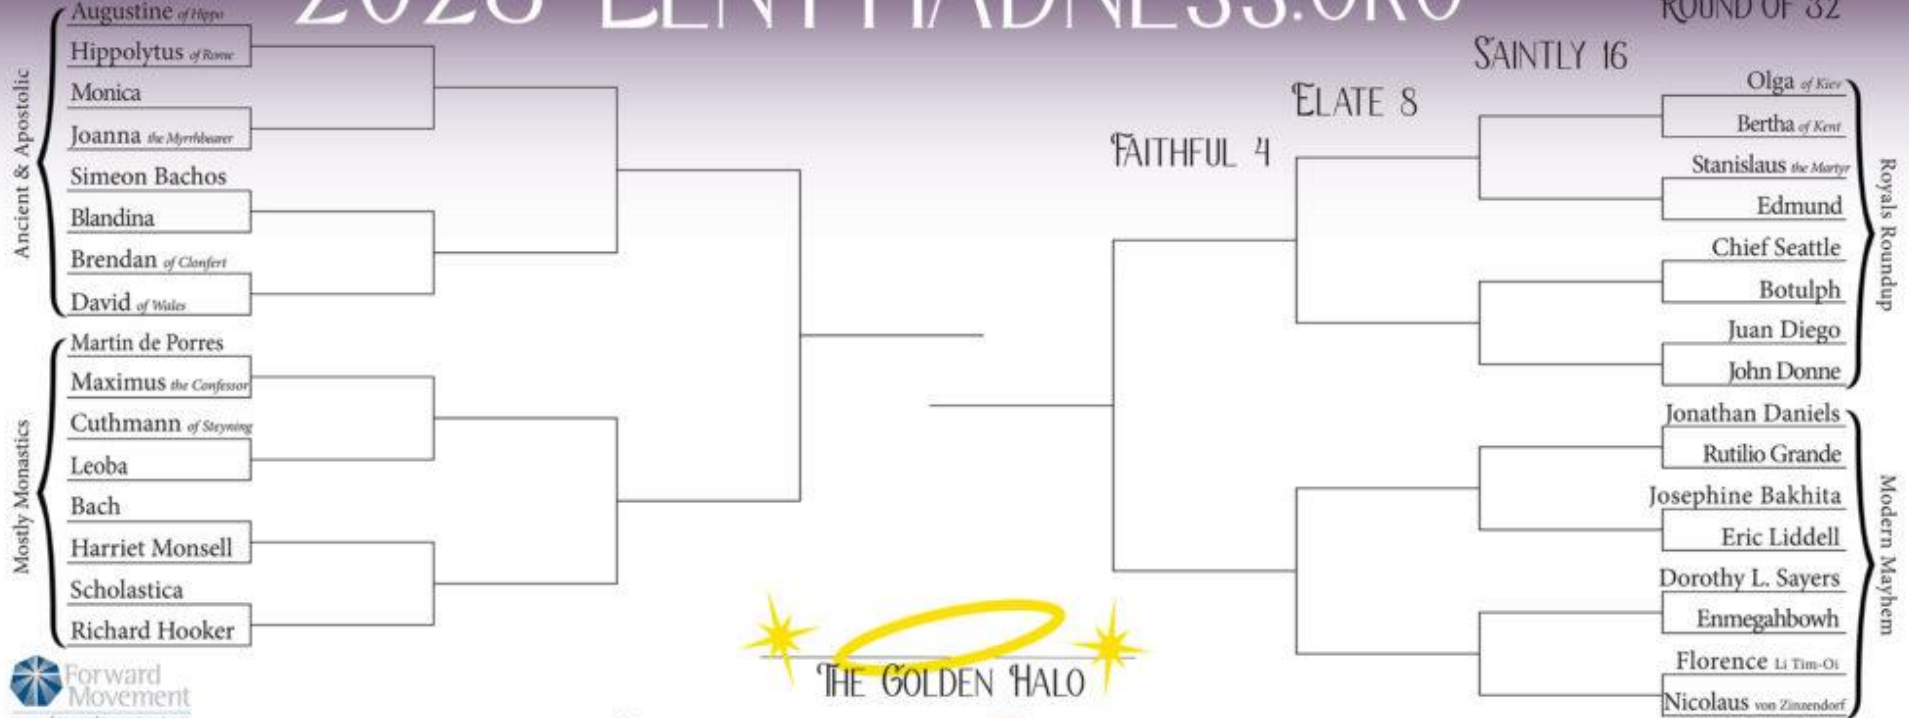 2023 LENTMADNESS.ORG
ROUND OF 32
SAINTLY 16
ELATE 8
FAITHFUL 4
Ancient & Apostolic
Augustine of Hippo
Hippolytus of Rome
Monica
Joanna the Myrrhbearer
Simeon Bachos
Blandina
Brendan of Clonfert
David of Wales
Mostly Monastics
Martin de Porres
Maximus the Confessor
Cuthmann of Steyning
Leoba
Bach
Harriet Monsell
Scholastica
Richard Hooker
Forward
Movement
THE GOLDEN HALO
Olga of Kiev
Bertha of Kent
Stanislaus the Martyr
Edmund
Chief Seattle
Botulph
Juan Diego
John Donne
Royals Roundup
Jonathan Daniels
Rutilio Grande
Josephine Bakhita
Eric Liddell
Dorothy L. Sayers
Enmegahbowh
Florence Li Tim-Oi
Nicolaus von Zinzendorf
Modern Mayhem